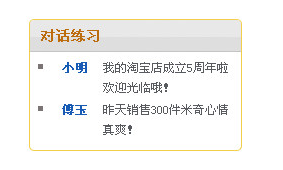 对话练习
小明 我的淘宝店成立5周年啦
欢迎光临哦！
傅玉 昨天销售300件米奇心情
真爽！